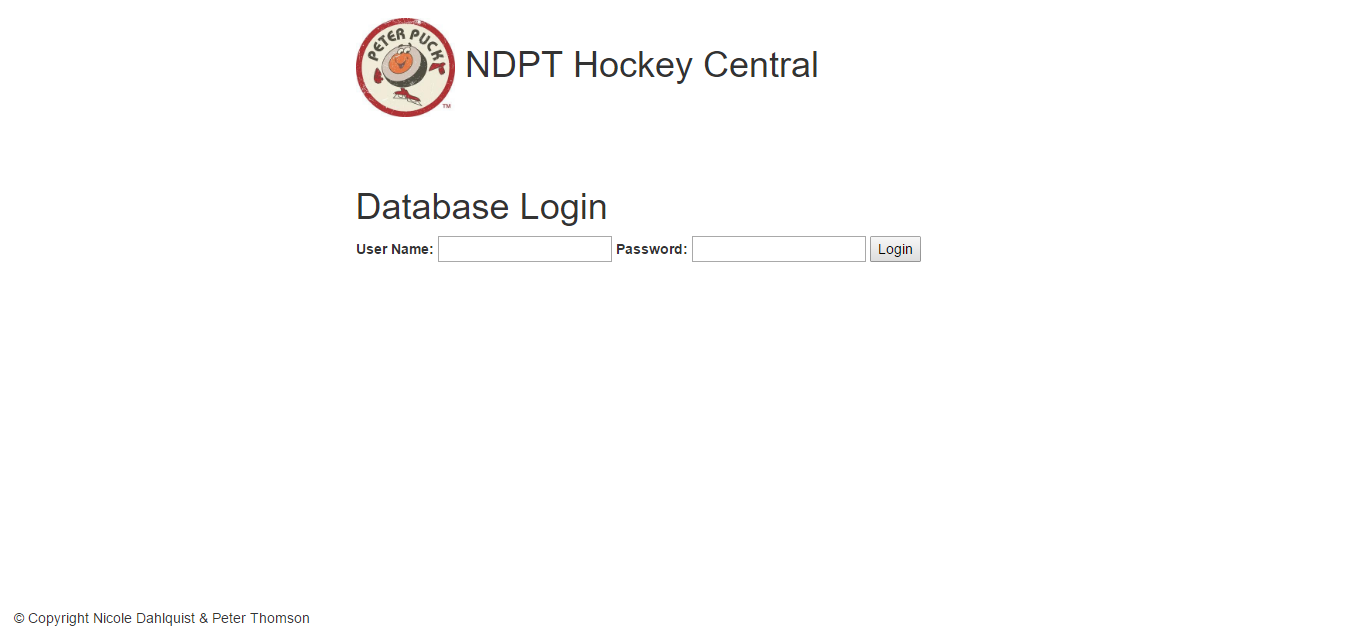 PETER PUCK
TM
NDPT Hockey Central
Database Login
User Name: Password: Login
© Copyright Nicole Dahlquist & Peter Thomson